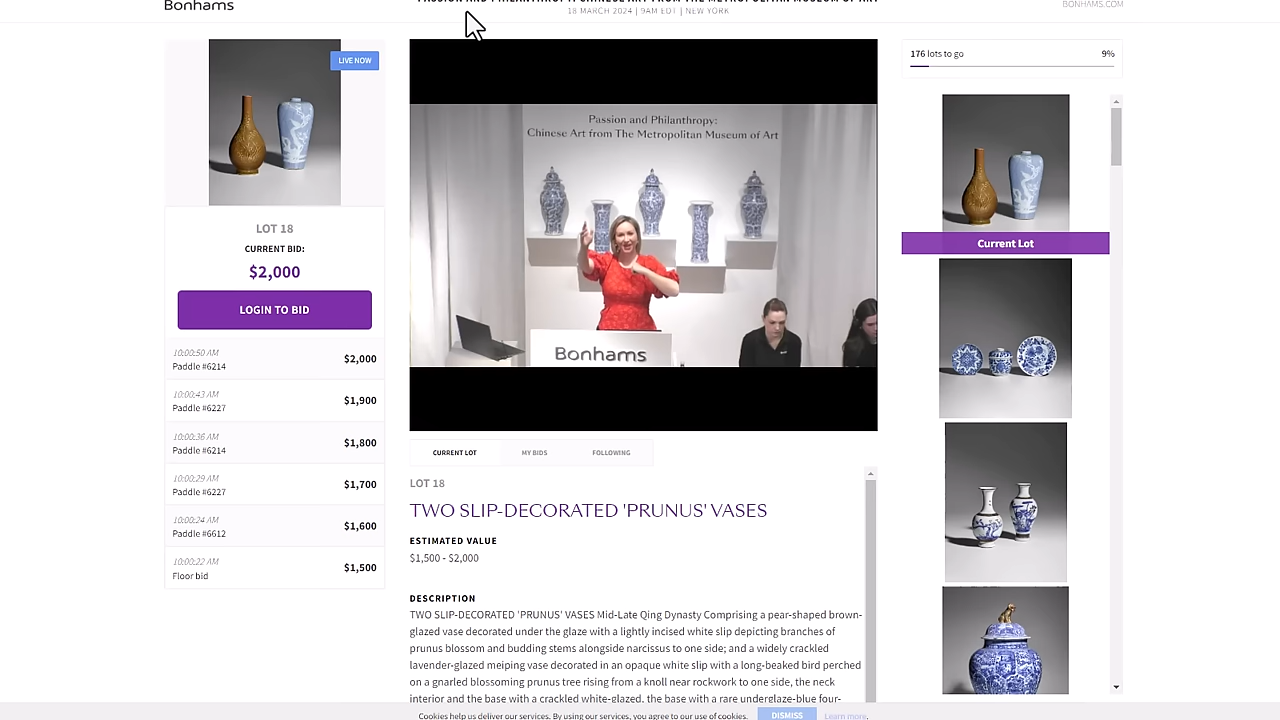 Bonhams
PASSION AND PHILANTHROPY: CHINESE ART FROM THE METROPOLITAN MUSEUM OF ART
18 MARCH 2024 | 9AM EDT | NEW YORK
BONHAMS.COM
LIVE NOW
LOT 18
CURRENT BID:
$2,000
LOGIN TO BID
10:00:50 AM
Paddle #6214
$2,000
10:00:43 AM
Paddle #6227
$1,900
10:00:36 AM
Paddle #6214
$1,800
10:00:29 AM
Paddle #6227
$1,700
10:00:24 AM
Paddle #6612
$1,600
10:00:22 AM
Floor bid
$1,500
Passion and Philanthropy:
Chinese Art from The Metropolitan Museum of Art
Bonhams
CURRENT LOT
MY BIDS
FOLLOWING
LOT 18
TWO SLIP-DECORATED 'PRUNUS' VASES
ESTIMATED VALUE
$1,500 - $2,000
DESCRIPTION
TWO SLIP-DECORATED 'PRUNUS' VASES Mid-Late Qing Dynasty Comprising a pear-shaped brown-
glazed vase decorated under the glaze with a lightly incised white slip depicting branches of
prunus blossom and budding stems alongside narcissus to one side; and a widely crackled
lavender-glazed meiping vase decorated in an opaque white slip with a long-beaked bird perched
on a gnarled blossoming prunus tree rising from a knoll near rockwork to one side, the neck
interior and the base with a crackled white-glazed, the base with a rare underglaze-blue four-
176 lots to go
9%
Current Lot
Cookies help us deliver our services. By using our services, you agree to our use of cookies.
DISMISS
Learn more.